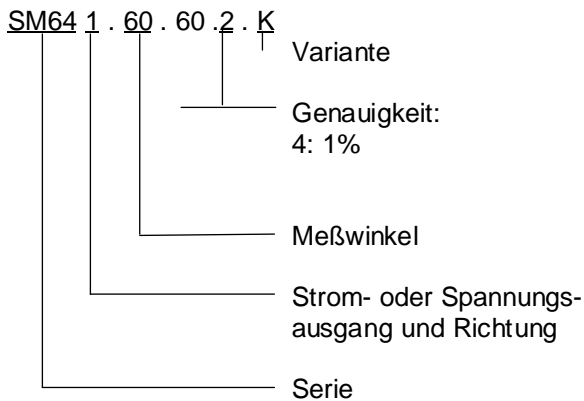 SM64 1 . 60 . 60 .2 . K
Variante
Genauigkeit:
4: 1%
Meßwinkel
Strom- oder Spannungs-
ausgang und Richtung
Serie